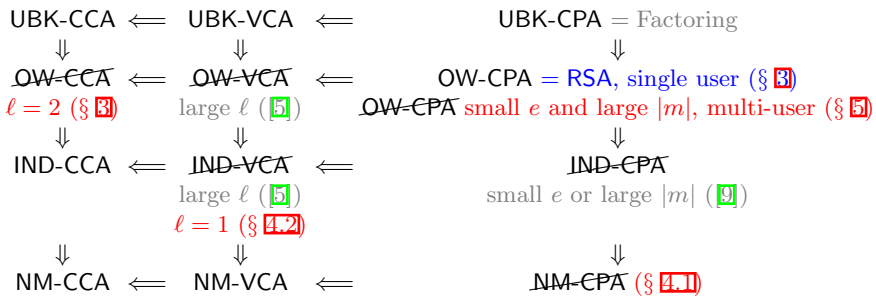 UBK-CCA ⇐ UBK-VCA ⇐ UBK-CPA = Factoring
⇓ ⇓ ⇓
OW-CCA ⇐ OW-VCA ⇐ OW-CPA = RSA, single user (§ 3)
ℓ = 2 (§ 3) large ℓ ([5]) OW-CPA small e and large |m|, multi-user (§ 5)
⇓ ⇓ ⇓
IND-CCA ⇐ IND-VCA ⇐ IND-CPA
large ℓ ([5]) small e or large |m| ([9])
ℓ = 1 (§ 4.2)
⇓ ⇓ ⇓
NM-CCA ⇐ NM-VCA ⇐ NM-CPA (§ 4.1)